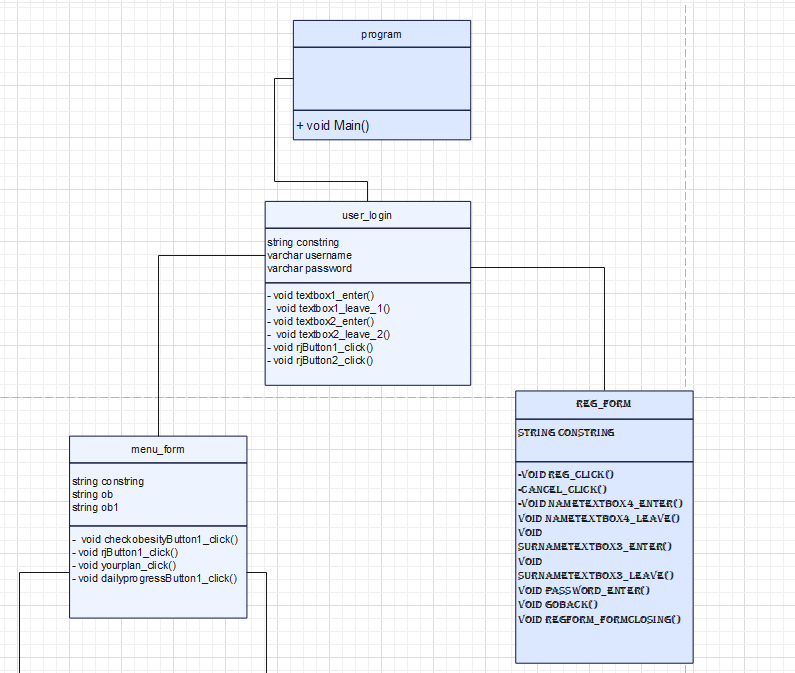 program
+ void Main()
user_login
string constring
varchar username
varchar password
- void textbox1_enter()
- void textbox1_leave_1()
- void textbox2_enter()
- void textbox2_leave_2()
- void rjButton1_click()
- void rjButton2_click()
REG_FORM
STRING CONSTRING
-VOID REG_CLICK()
-CANCEL_CLICK()
-VOID NAMETEXTBOX4_ENTER()
VOID NAMETEXTBOX4_LEAVE()
VOID
SURNAMETEXTBOX3_ENTER()
VOID
SURNAMETEXTBOX3_LEAVE()
VOID PASSWORD_ENTER()
VOID GOBACK()
VOID REGFORM_FORMCLOSING()
menu_form
string constring
string ob
string ob1
- void checkobesityButton1_click()
- void rjButton1_click()
- void yourplan_click()
- void dailyprogressButton1_click()